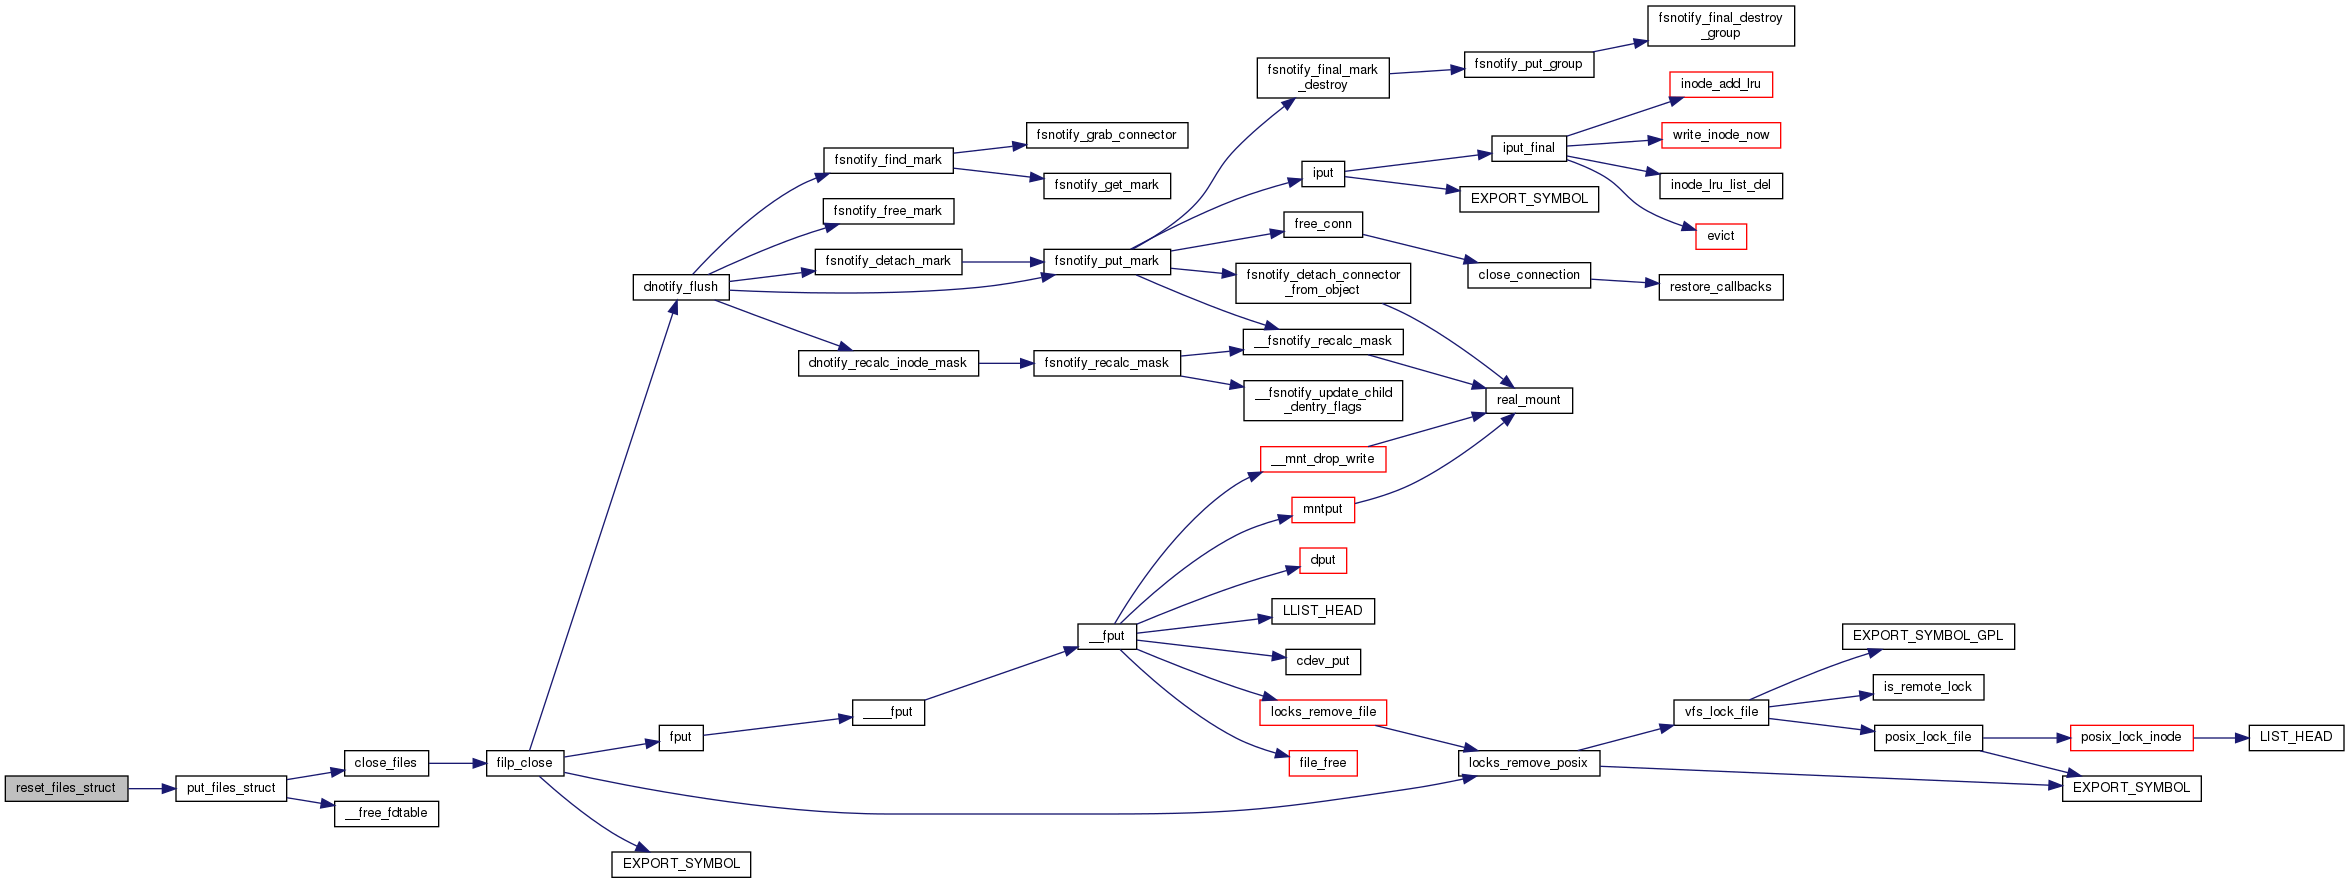 fsnotify_final_destroy
_group
fsnotify_final_mark
_destroy
fsnotify_put_group
inode_add_lru
fsnotify_grab_connector
write_inode_now
iput_final
fsnotify_find_mark
iput
fsnotify_get_mark
inode_lru_list_del
EXPORT_SYMBOL
fsnotify_free_mark
free_conn
evict
fsnotify_detach_mark
fsnotify_put_mark
fsnotify_detach_connector
_from_object
close_connection
dnotify_flush
restore_callbacks
__fsnotify_recalc_mask
dnotify_recalc_inode_mask
fsnotify_recalc_mask
__fsnotify_update_child
_dentry_flags
real_mount
__mnt_drop_write
mntput
dput
LLIST_HEAD
__fput
EXPORT_SYMBOL_GPL
cdev_put
is_remote_lock
____fput
locks_remove_file
vfs_lock_file
fput
posix_lock_file
posix_lock_inode
LIST_HEAD
close_files
filp_close
file_free
locks_remove_posix
reset_files_struct
put_files_struct
EXPORT_SYMBOL
__free_fdtable
EXPORT_SYMBOL